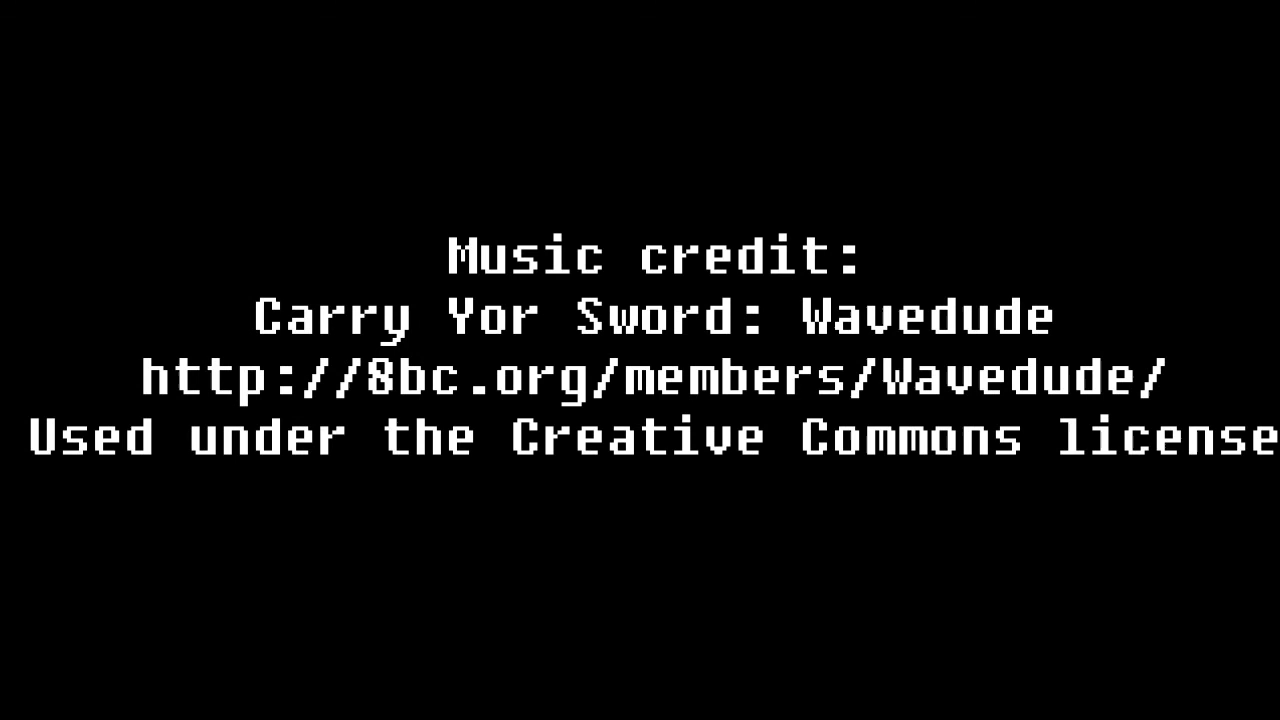 Music credit:
Carry Yor Sword: Wavedude
http://8bc.org/members/Wavedude/
Used under the Creative Commons license